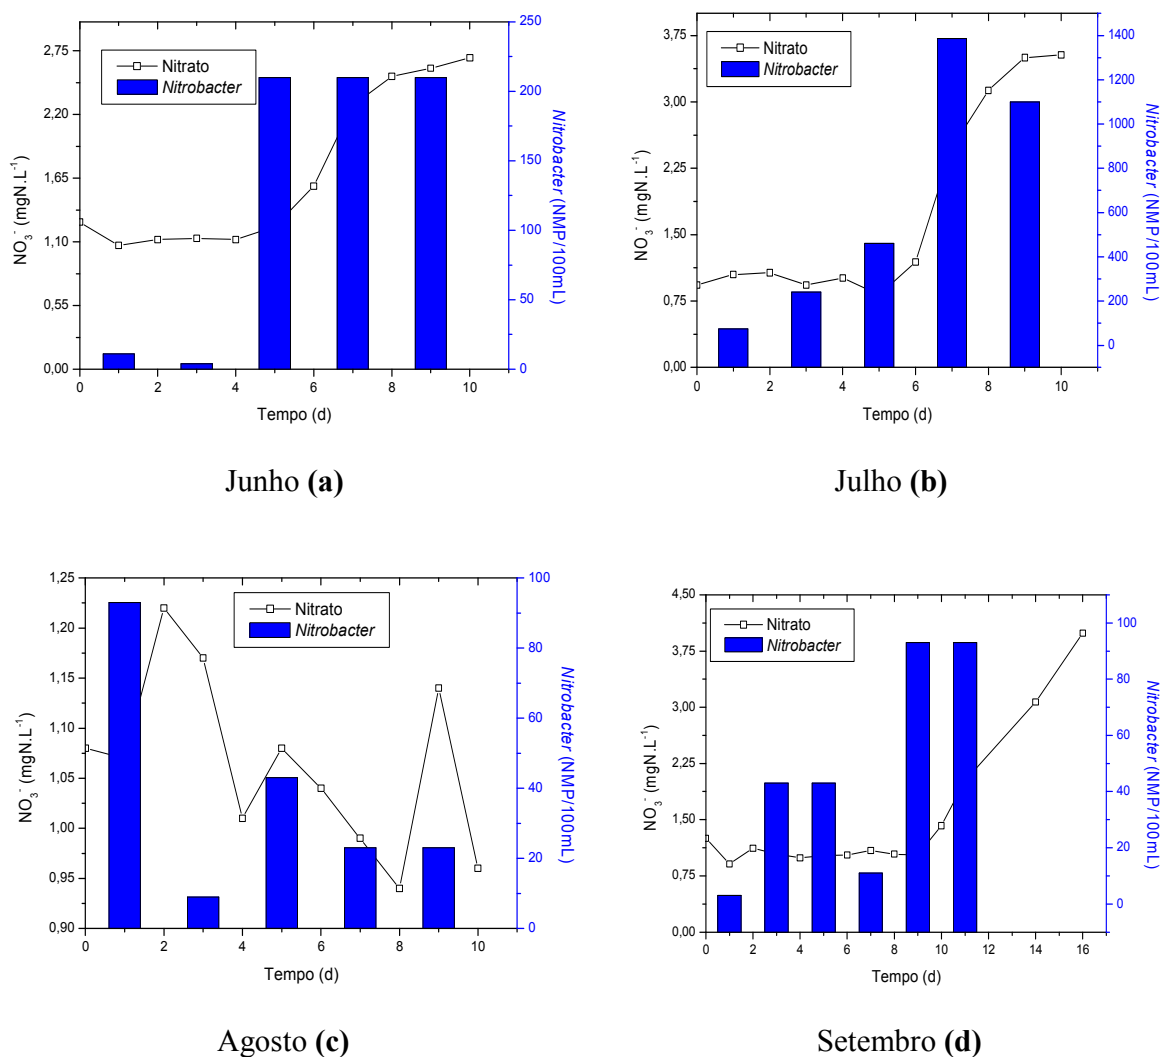 Nitrato
Nitrobacter
NO₃⁻ (mgN.L⁻¹)
2,75
2,20
1,65
1,10
0,55
0,00
250
200
150
100
50
0
Nitrobacter (NMP/100mL)
0 2 4 6 8 10
Tempo (d)
Junho (a)
Nitrato
Nitrobacter
NO₃⁻ (mgN.L⁻¹)
3,75
3,00
2,25
1,50
0,75
0,00
1400
1200
1000
800
600
400
200
0
Nitrobacter (NMP/100mL)
0 2 4 6 8 10
Tempo (d)
Julho (b)
Nitrato
Nitrobacter
NO₃⁻ (mgN.L⁻¹)
1,25
1,20
1,15
1,10
1,05
1,00
0,95
0,90
100
80
60
40
20
0
Nitrobacter (NMP/100mL)
0 2 4 6 8 10
Tempo (d)
Agosto (c)
Nitrato
Nitrobacter
NO₃⁻ (mgN.L⁻¹)
4,50
3,75
3,00
2,25
1,50
0,75
0,00
100
80
60
40
20
0
Nitrobacter (NMP/100mL)
0 2 4 6 8 10 12 14 16
Tempo (d)
Setembro (d)